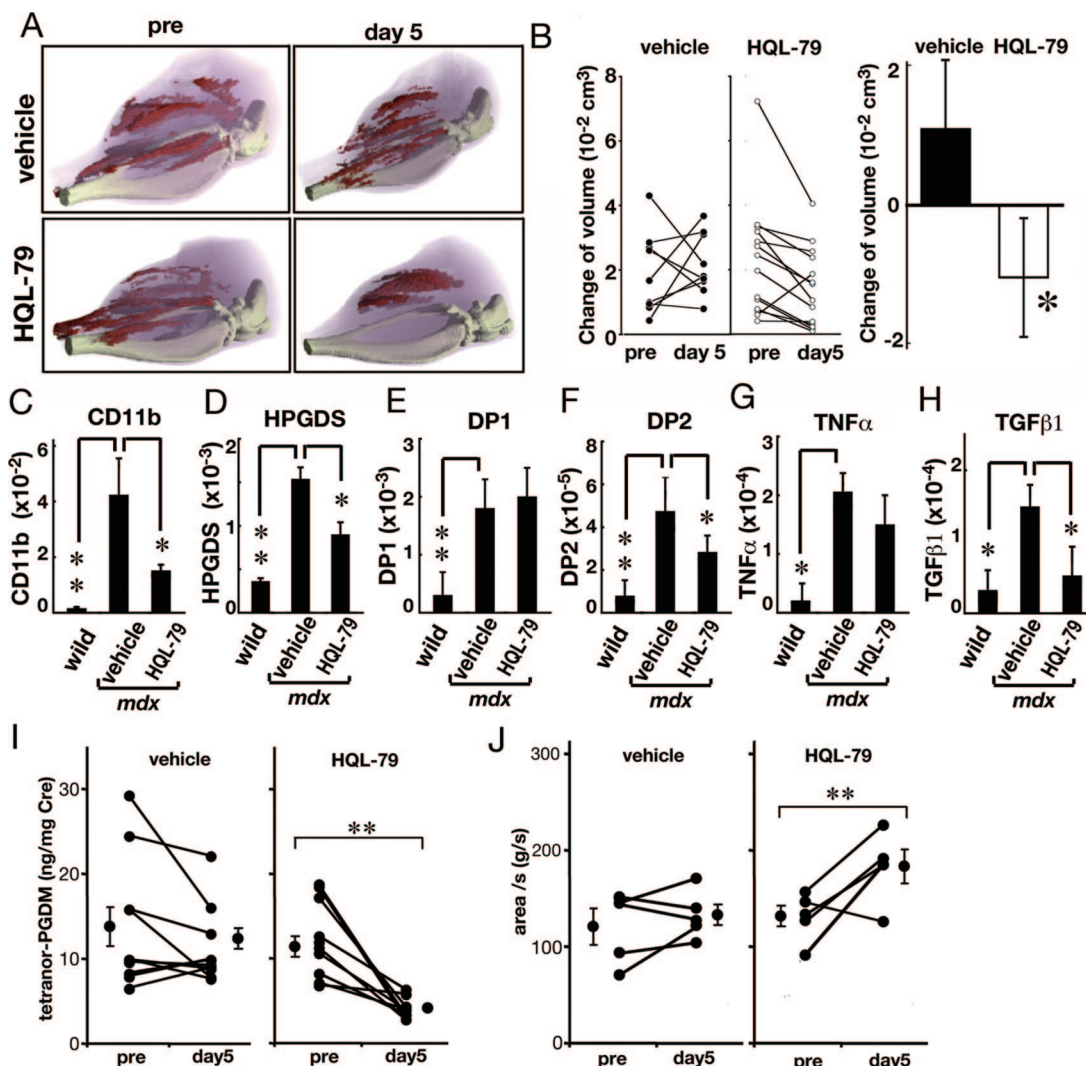 A
pre
day 5
vehicle
HQL-79
B
vehicle
HQL-79
Change of volume (10-2 cm3)
8
6
4
2
0
pre
day 5
pre
day5
vehicle HQL-79
Change of volume (10-2 cm3)
2
0
-2
*
C
CD11b
CD11b (x10-2)
6
4
2
0
**
*
wild
vehicle
HQL-79
mdx
D
HPGDS
HPGDS (x10-3)
2
1
0
**
*
wild
vehicle
HQL-79
mdx
E
DP1
DP1 (x10-3)
3
2
1
0
**
wild
vehicle
HQL-79
mdx
F
DP2
DP2 (x10-5)
8
6
4
2
0
**
*
wild
vehicle
HQL-79
mdx
G
TNFα
TNFα (x10-4)
3
2
1
0
*
wild
vehicle
HQL-79
mdx
H
TGFβ1
TGFβ1 (x10-4)
2
1
0
*
*
wild
vehicle
HQL-79
mdx
I
vehicle
HQL-79
tetranor-PGDM (ng/mg Cre)
30
20
10
0
**
pre
day5
pre
day5
J
vehicle
HQL-79
area /s (g/s)
300
200
100
0
**
pre
day5
pre
day5